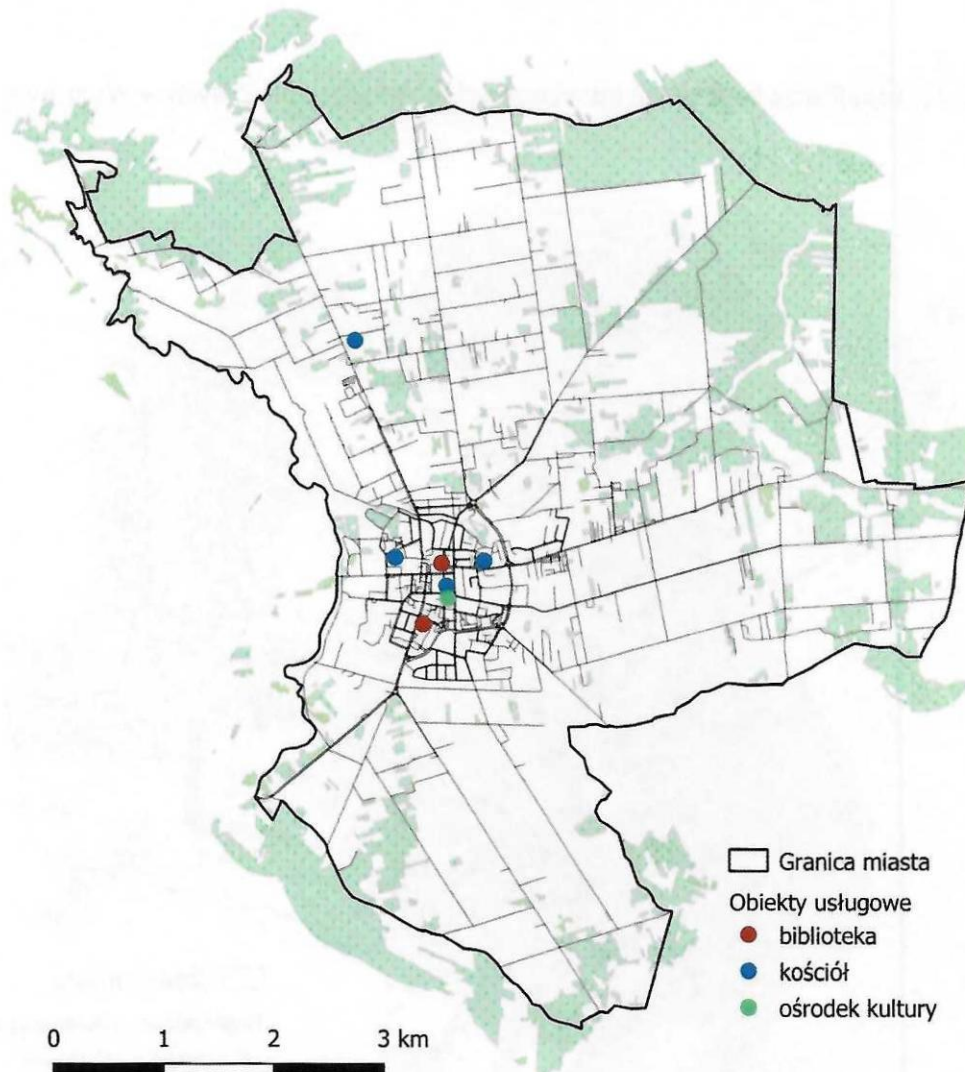 Granica miasta
Obiekty usługowe
biblioteka
kościół
ośrodek kultury
0 1 2 3 km